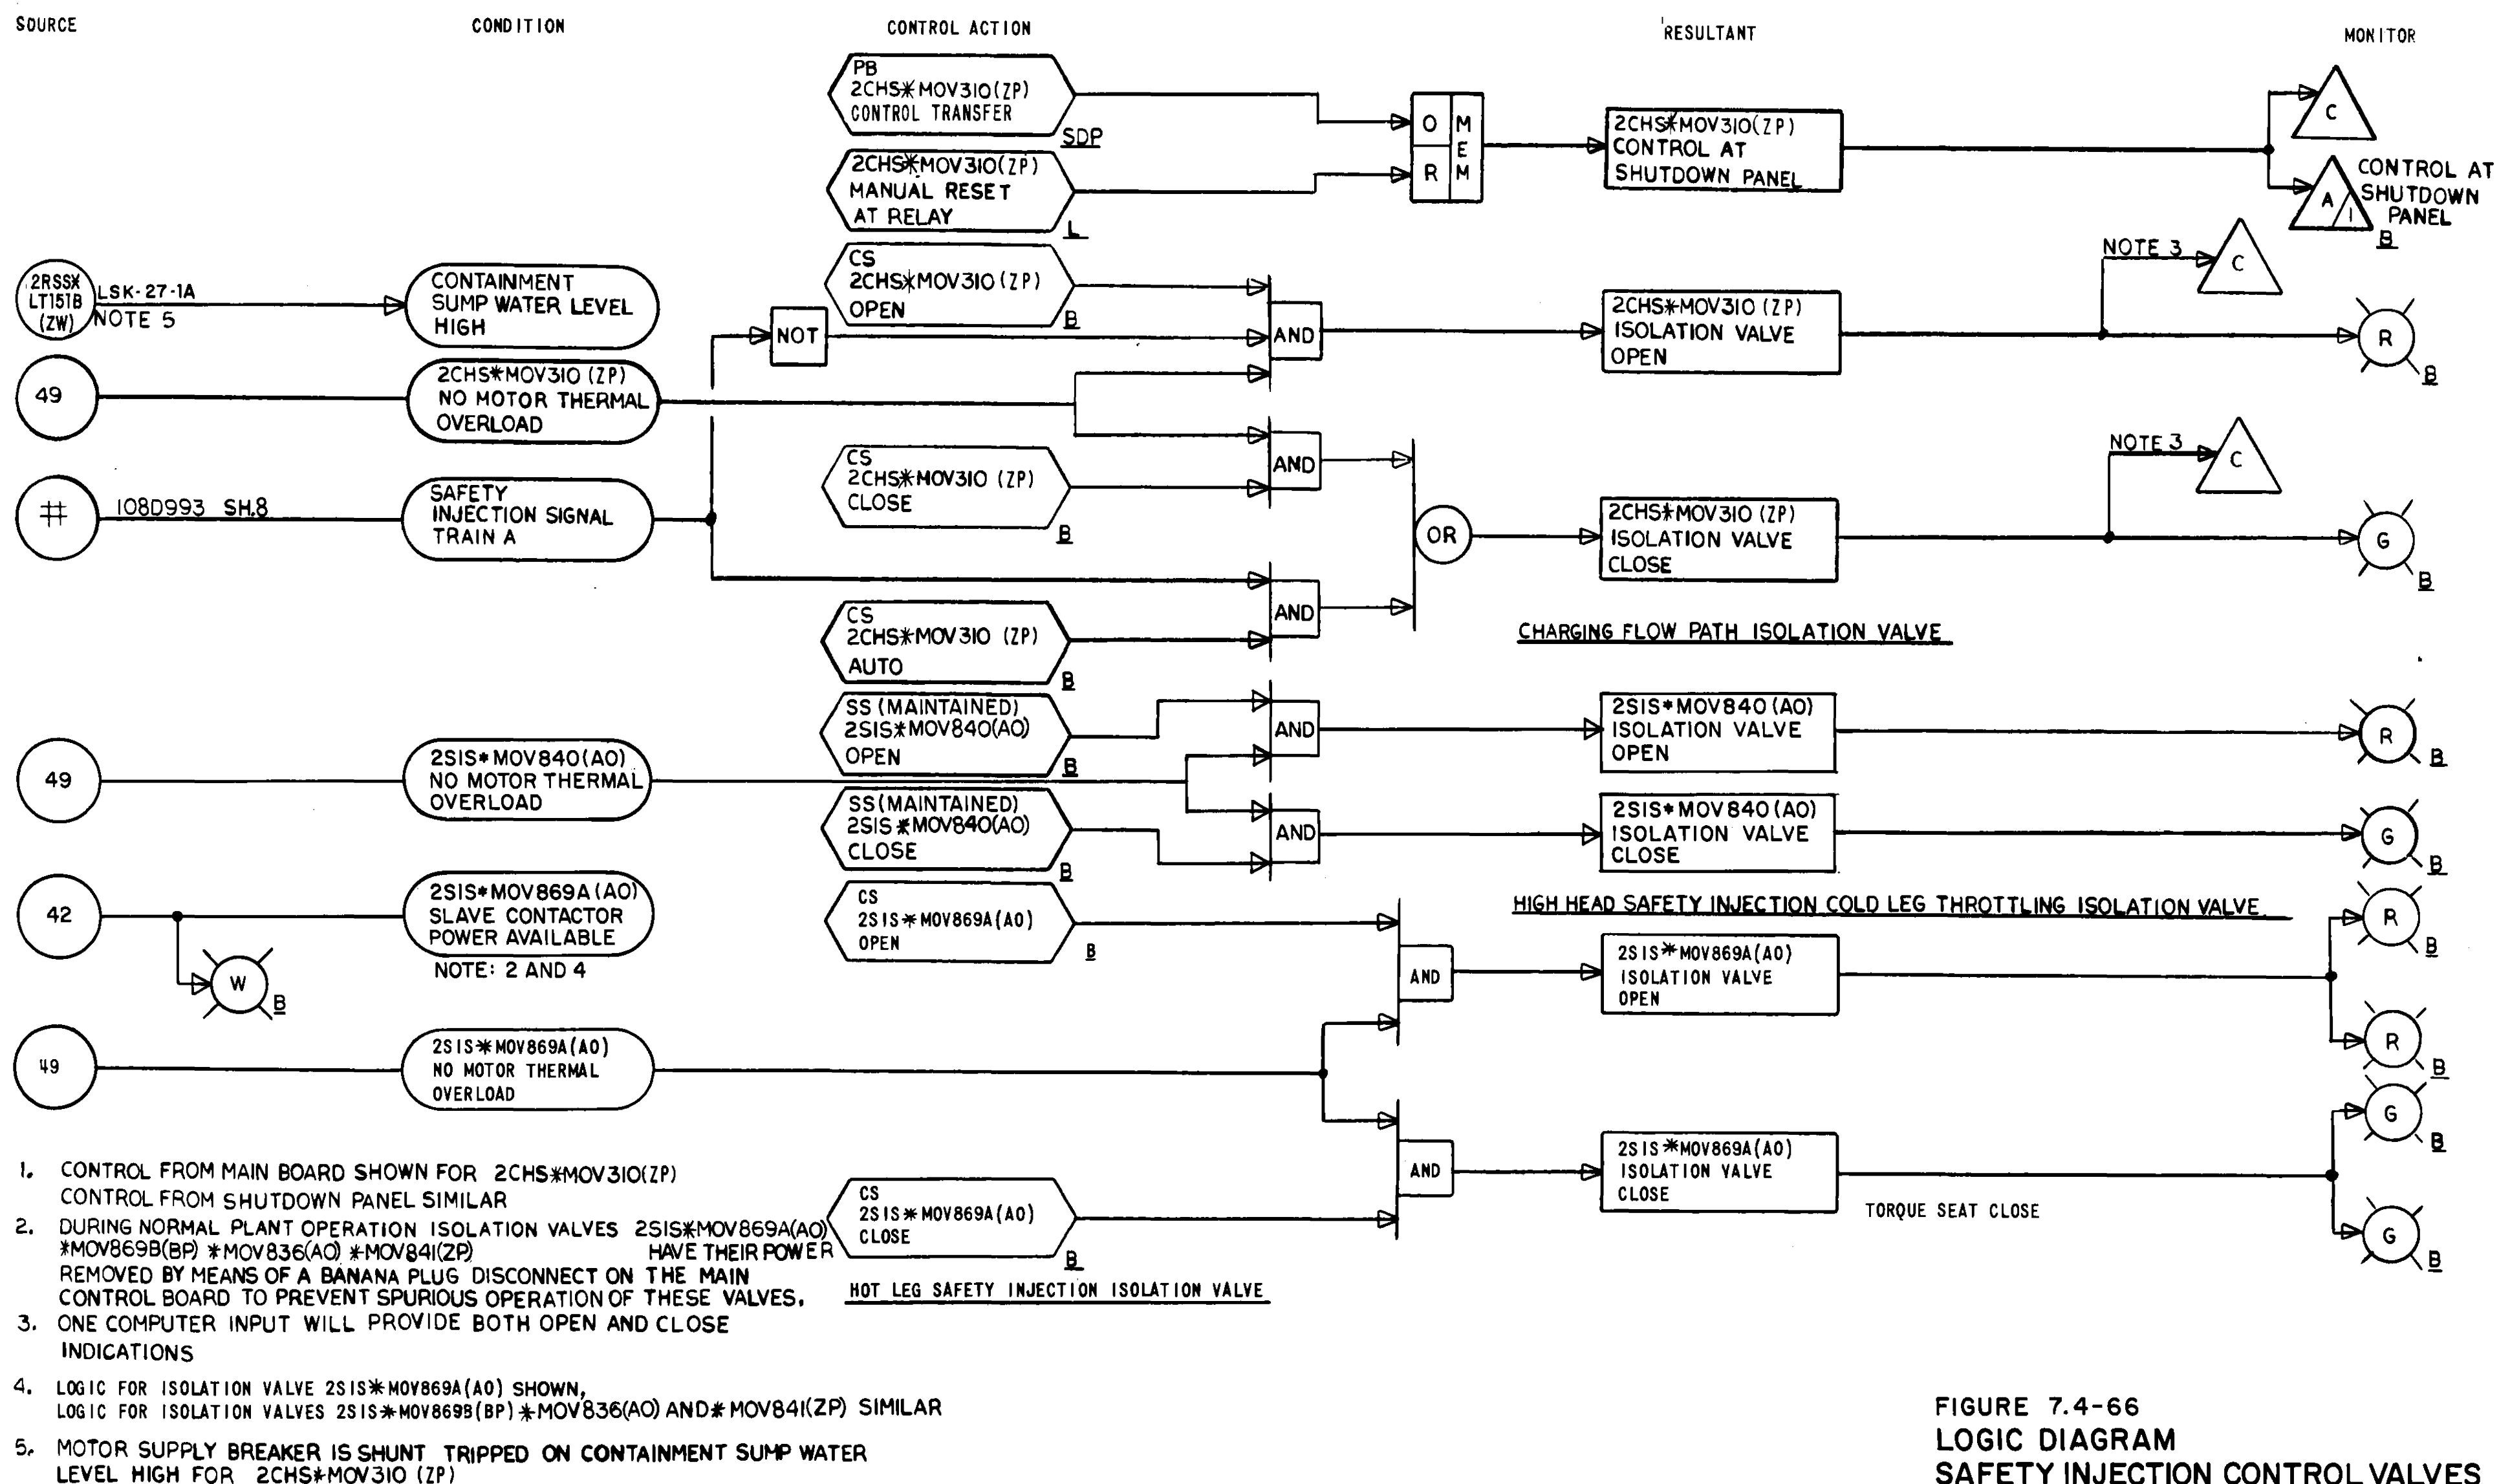 SOURCE
CONDITION
CONTROL ACTION
RESULTANT
MONITOR
PB
2CHS*MOV310(ZP)
CONTROL TRANSFER
SDP
2CHS*MOV310(ZP)
MANUAL RESET
AT RELAY
L
O
R
M
E
M
2CHS*MOV310(ZP)
CONTROL AT
SHUTDOWN PANEL
C
A
1
CONTROL AT
SHUTDOWN
PANEL
B
2RSS*
LT151B
(ZW)
LSK-27-1A
NOTE 5
CONTAINMENT
SUMP WATER LEVEL
HIGH
NOT
CS
2CHS*MOV310 (ZP)
OPEN
B
AND
2CHS*MOV310 (ZP)
ISOLATION VALVE
OPEN
NOTE 3
C
R
B
49
2CHS*MOV310 (ZP)
NO MOTOR THERMAL
OVERLOAD
CS
2CHS*MOV310 (ZP)
CLOSE
B
AND
OR
#
108D993 SH.8
SAFETY
INJECTION SIGNAL
TRAIN A
2CHS*MOV310 (ZP)
ISOLATION VALVE
CLOSE
NOTE 3
C
G
B
CS
2CHS*MOV310 (ZP)
AUTO
B
AND
CHARGING FLOW PATH ISOLATION VALVE
49
2SIS*MOV840(AO)
NO MOTOR THERMAL
OVERLOAD
SS (MAINTAINED)
2SIS*MOV840(AO)
OPEN
B
AND
2SIS*MOV840(AO)
ISOLATION VALVE
OPEN
R
B
SS (MAINTAINED)
2SIS*MOV840(AO)
CLOSE
B
AND
2SIS*MOV840(AO)
ISOLATION VALVE
CLOSE
G
B
HIGH HEAD SAFETY INJECTION COLD LEG THROTTLING ISOLATION VALVE
42
W
B
2SIS*MOV869A(AO)
SLAVE CONTACTOR
POWER AVAILABLE
NOTE: 2 AND 4
CS
2SIS*MOV869A(AO)
OPEN
B
AND
2SIS*MOV869A(AO)
ISOLATION VALVE
OPEN
R
B
R
B
49
2SIS*MOV869A(AO)
NO MOTOR THERMAL
OVERLOAD
CS
2SIS*MOV869A(AO)
CLOSE
B
AND
2SIS*MOV869A(AO)
ISOLATION VALVE
CLOSE
TORQUE SEAT CLOSE
G
B
G
B
HOT LEG SAFETY INJECTION ISOLATION VALVE
1. CONTROL FROM MAIN BOARD SHOWN FOR 2CHS*MOV310(ZP)
CONTROL FROM SHUTDOWN PANEL SIMILAR
2. DURING NORMAL PLANT OPERATION ISOLATION VALVES 2SIS*MOV869A(AO)
*MOV869B(BP) *MOV836(AO) *MOV841(ZP) HAVE THEIR POWER
REMOVED BY MEANS OF A BANANA PLUG DISCONNECT ON THE MAIN
CONTROL BOARD TO PREVENT SPURIOUS OPERATION OF THESE VALVES.
3. ONE COMPUTER INPUT WILL PROVIDE BOTH OPEN AND CLOSE
INDICATIONS
4. LOGIC FOR ISOLATION VALVE 2SIS*MOV869A(AO) SHOWN,
LOGIC FOR ISOLATION VALVES 2SIS*MOV869B(BP)*MOV836(AO) AND*MOV841(ZP) SIMILAR
5. MOTOR SUPPLY BREAKER IS SHUNT TRIPPED ON CONTAINMENT SUMP WATER
LEVEL HIGH FOR 2CHS*MOV310 (ZP)
FIGURE 7.4-66
LOGIC DIAGRAM
SAFETY INJECTION CONTROL VALVES